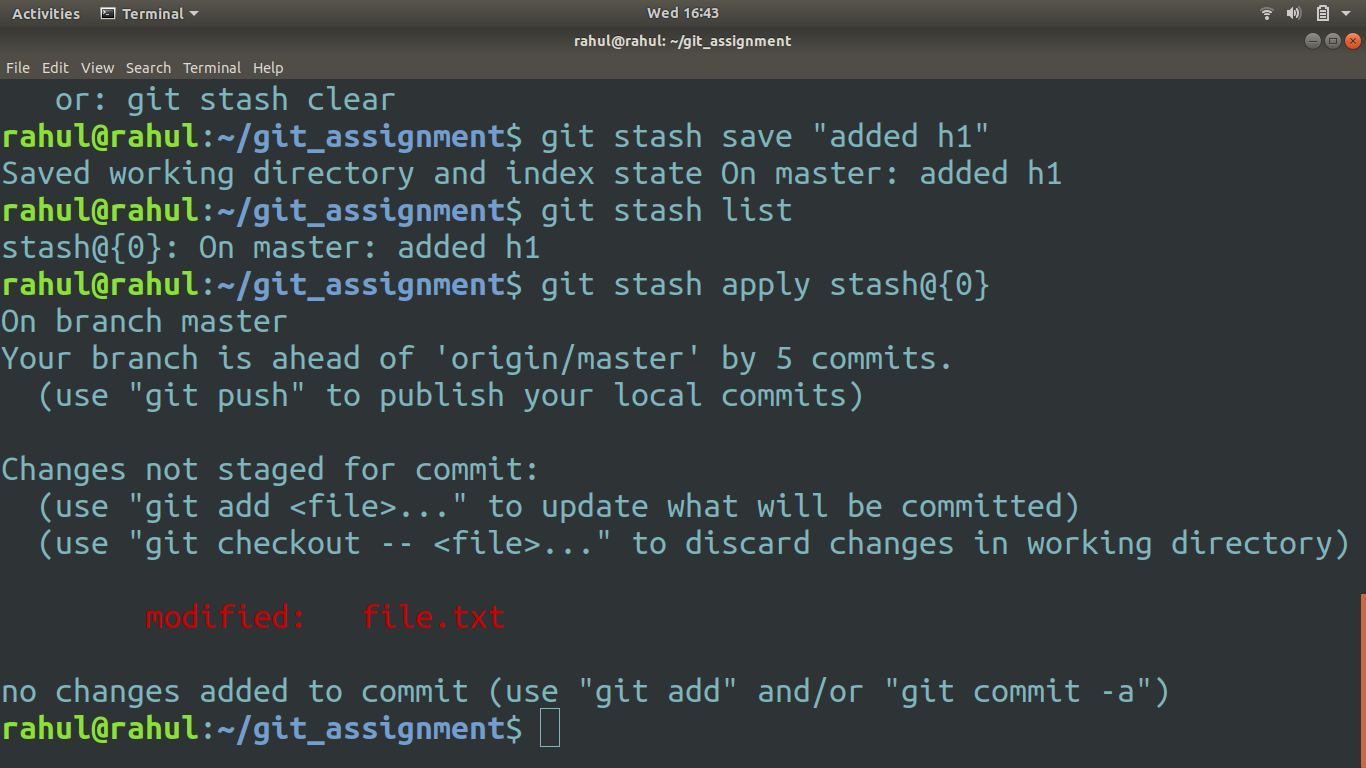 Activities Terminal Wed 16:43
rahul@rahul: ~/git_assignment
File Edit View Search Terminal Help
   or: git stash clear
rahul@rahul:~/git_assignment$ git stash save "added h1"
Saved working directory and index state On master: added h1
rahul@rahul:~/git_assignment$ git stash list
stash@{0}: On master: added h1
rahul@rahul:~/git_assignment$ git stash apply stash@{0}
On branch master
Your branch is ahead of 'origin/master' by 5 commits.
  (use "git push" to publish your local commits)

Changes not staged for commit:
  (use "git add <file>..." to update what will be committed)
  (use "git checkout -- <file>..." to discard changes in working directory)

        modified:   file.txt

no changes added to commit (use "git add" and/or "git commit -a")
rahul@rahul:~/git_assignment$